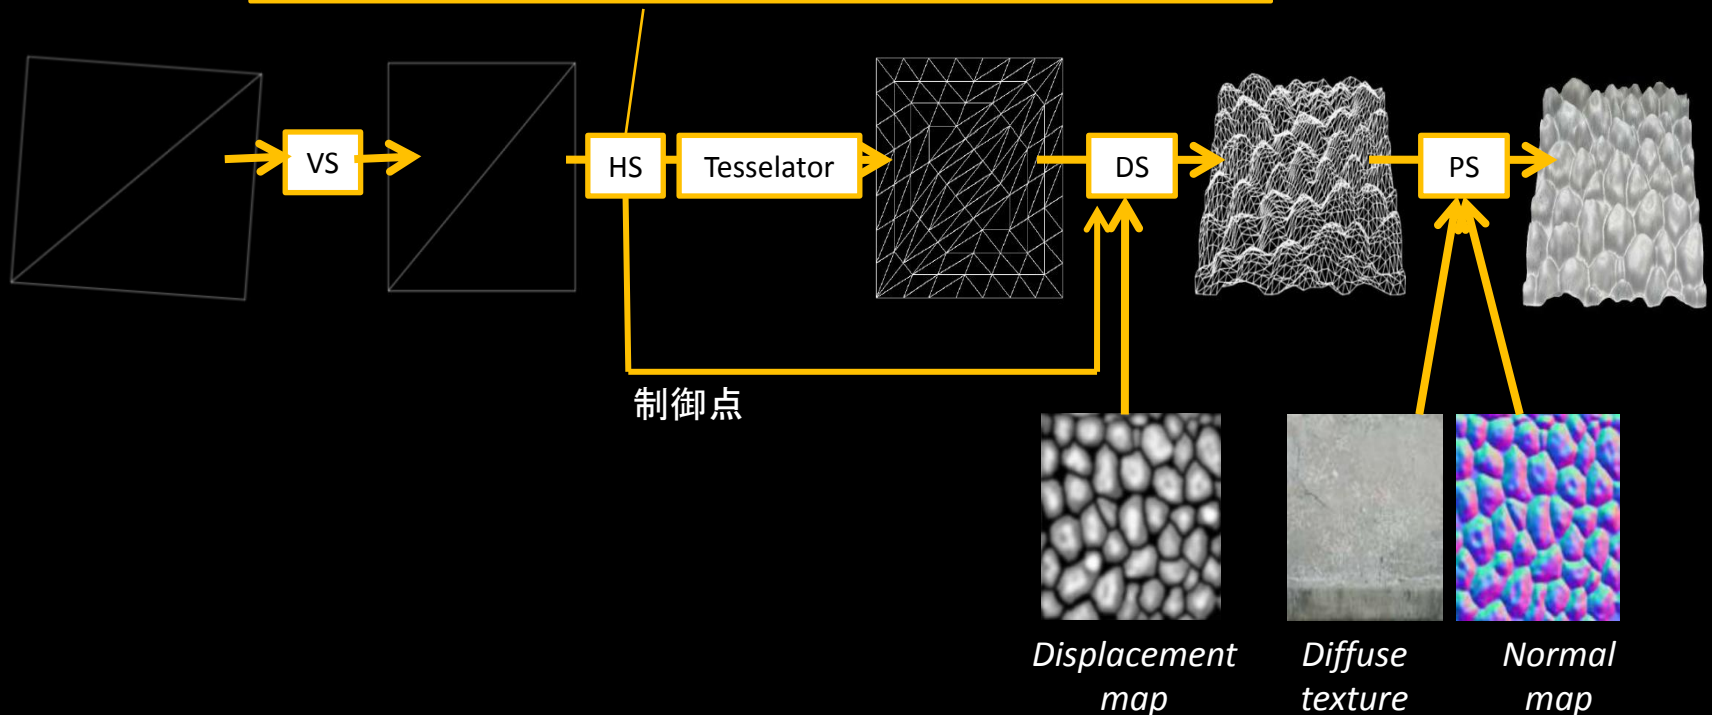 VS
HS
Tesselator
DS
PS
制御点
Displacement
map
Diffuse
texture
Normal
map